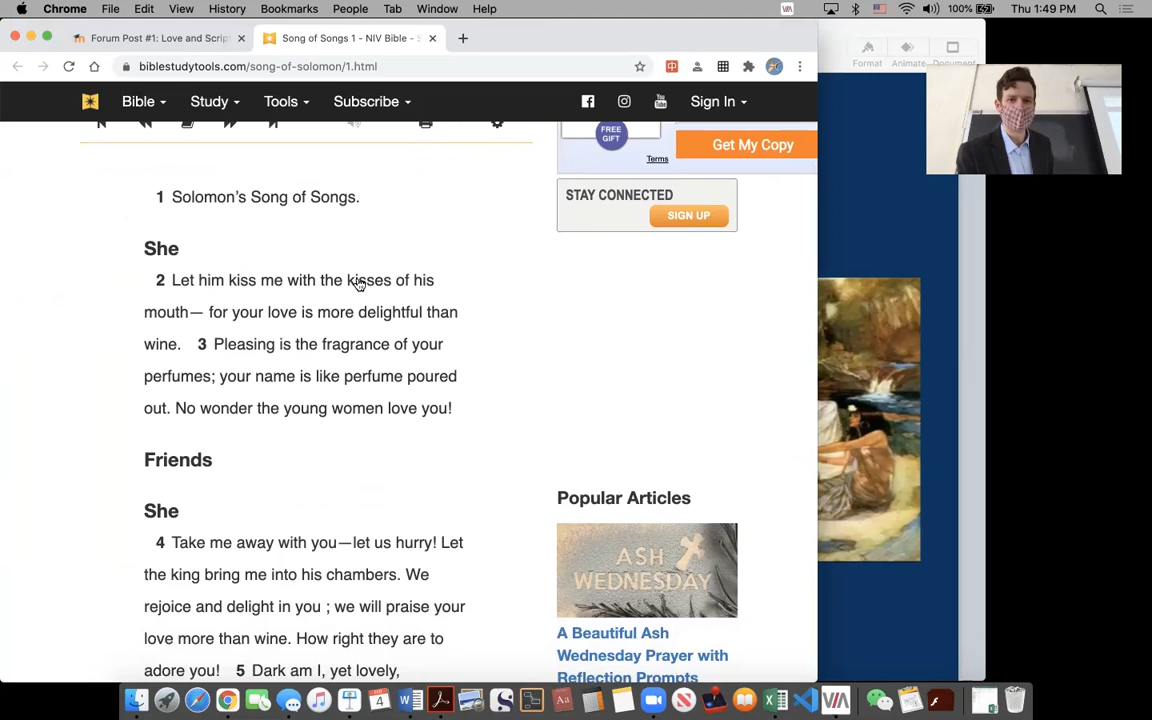 Chrome File Edit View History Bookmarks People Tab Window Help
VIA 100% Thu 1:49 PM
Forum Post #1: Love and Scrip
Song of Songs 1 - NIV Bible - S
Format Animate Document
biblestudytools.com/song-of-solomon/1.html
Bible Study Tools Subscribe Sign In
FREE
GIFT
Get My Copy
Terms
STAY CONNECTED
SIGN UP
1 Solomon’s Song of Songs.
She
2 Let him kiss me with the kisses of his
mouth— for your love is more delightful than
wine. 3 Pleasing is the fragrance of your
perfumes; your name is like perfume poured
out. No wonder the young women love you!
Friends
She
4 Take me away with you—let us hurry! Let
the king bring me into his chambers. We
rejoice and delight in you ; we will praise your
love more than wine. How right they are to
adore you! 5 Dark am I, yet lovely,
Popular Articles
ASH
WEDNESDAY
A Beautiful Ash
Wednesday Prayer with
Reflection Prompts
4
VIA